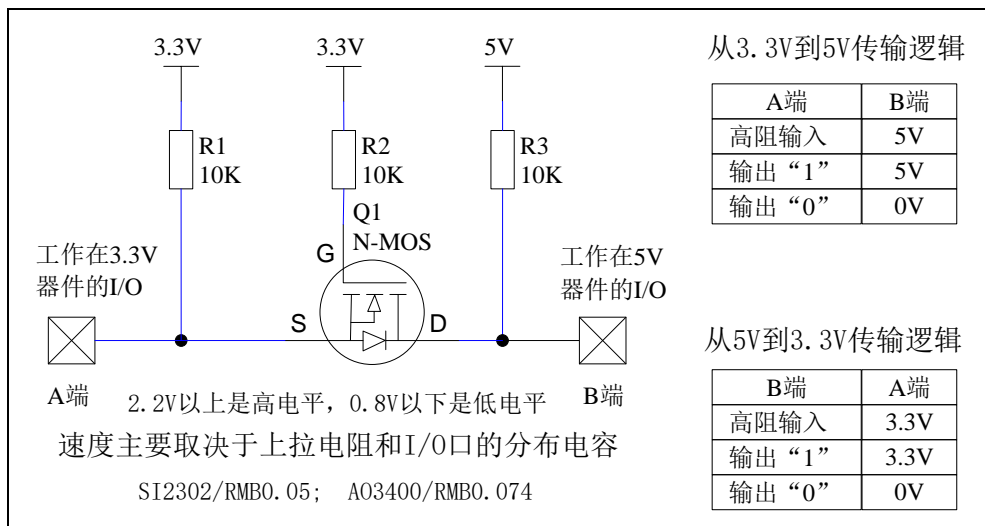 3.3V
3.3V
5V
从3.3V到5V传输逻辑
A端 B端
高阻输入 5V
输出“1” 5V
输出“0” 0V
R1
10K
R2
10K
R3
10K
Q1
N-MOS
G
S
D
工作在3.3V
器件的I/O
工作在5V
器件的I/O
A端
B端
2.2V以上是高电平，0.8V以下是低电平
速度主要取决于上拉电阻和I/O口的分布电容
SI2302/RMB0.05; AO3400/RMB0.074
从5V到3.3V传输逻辑
B端 A端
高阻输入 3.3V
输出“1” 3.3V
输出“0” 0V